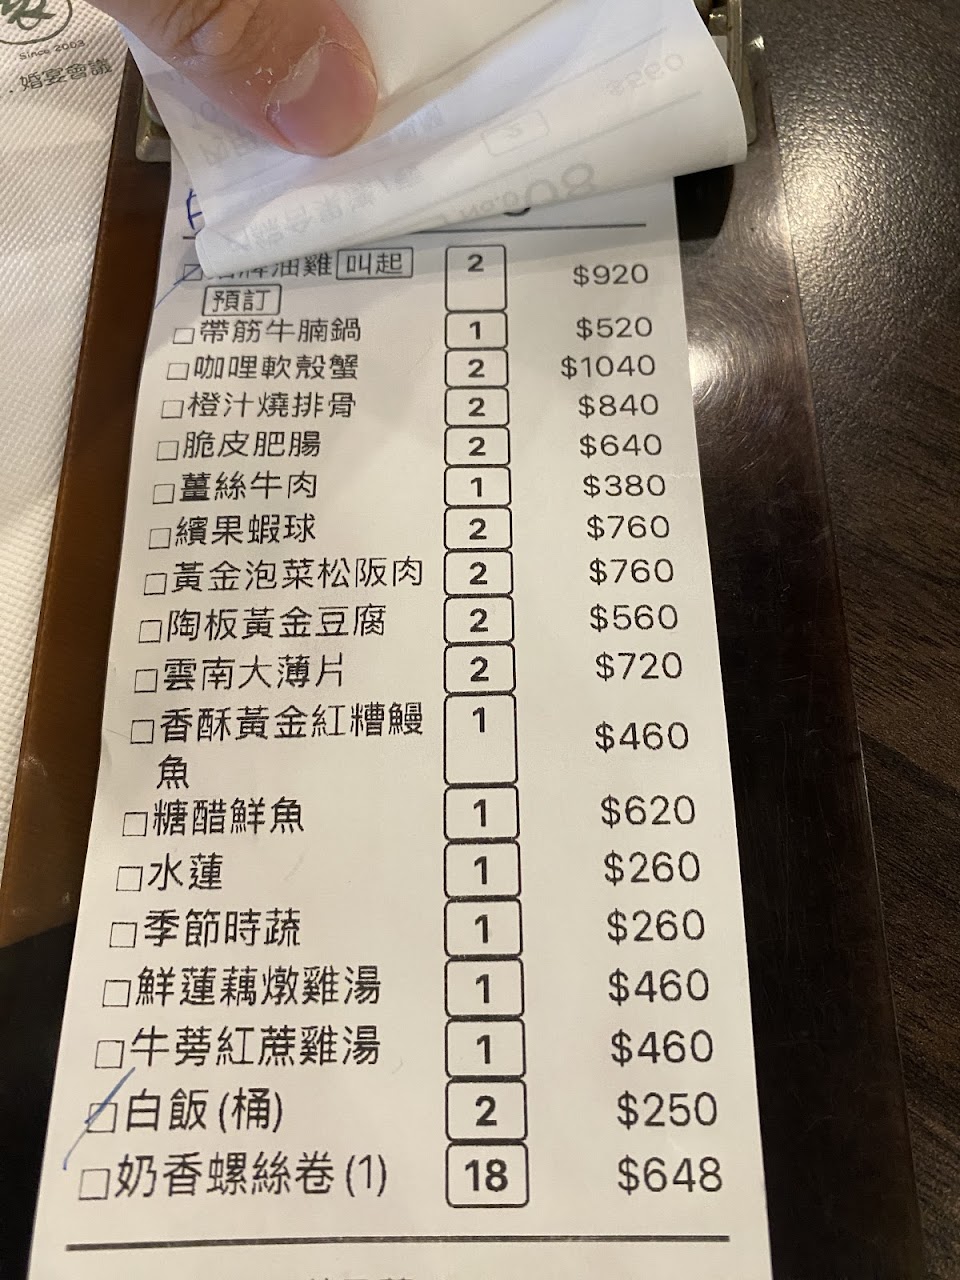 Since 2003
婚宴會議
油雞 叫起 2 $920
預訂
□帶筋牛腩鍋 1 $520
□咖哩軟殼蟹 2 $1040
□橙汁燒排骨 2 $840
□脆皮肥腸 2 $640
□薑絲牛肉 1 $380
□繽果蝦球 2 $760
□黃金泡菜松阪肉 2 $760
□陶板黃金豆腐 2 $560
□雲南大薄片 2 $720
□香酥黃金紅糟鰻 1 $460
魚
□糖醋鮮魚 1 $620
□水蓮 1 $260
□季節時蔬 1 $260
□鮮蓮藕燉雞湯 1 $460
□牛蒡紅蔗雞湯 1 $460
□白飯(桶) 2 $250
□奶香螺絲卷(1) 18 $648